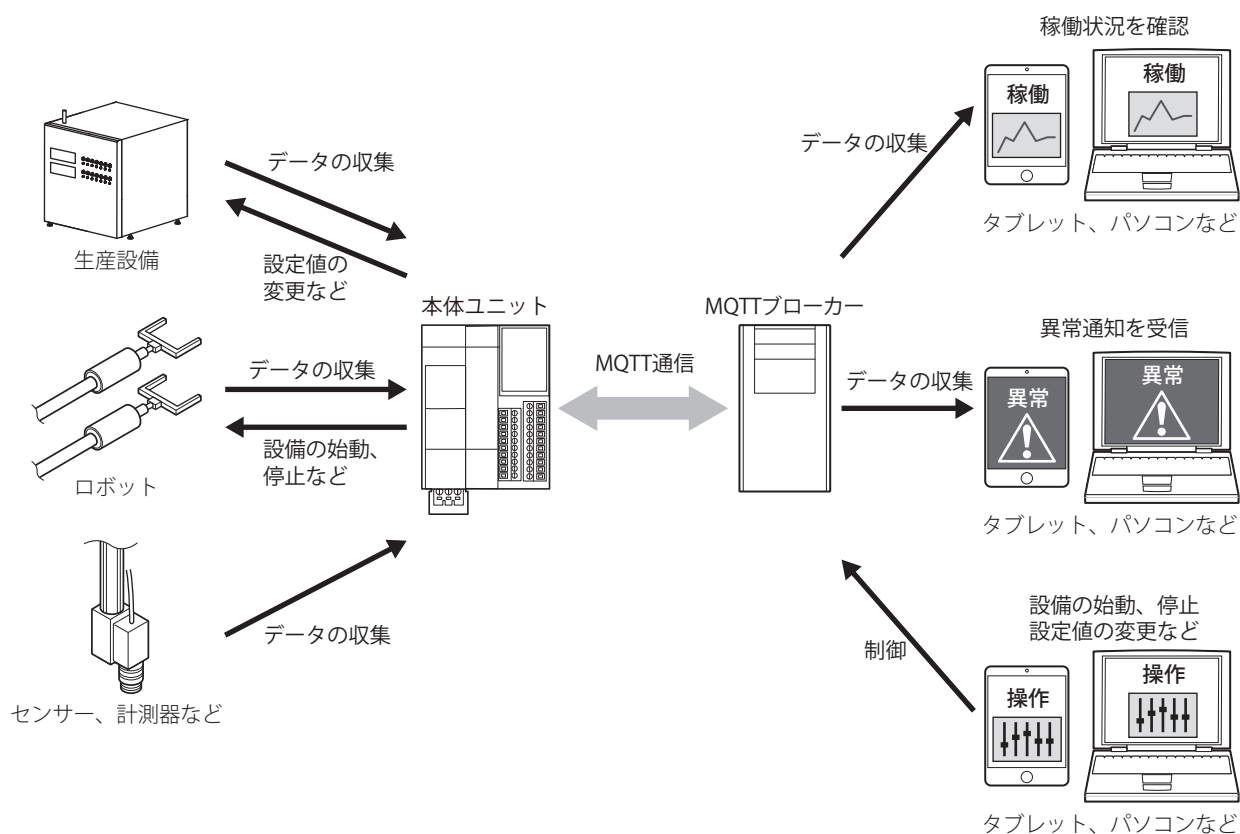 稼働状況を確認
稼働
稼働
データの収集
タブレット、パソコンなど
データの収集
生産設備
設定値の
変更など
本体ユニット
MQTTブローカー
MQTT通信
異常通知を受信
異常
異常
データの収集
タブレット、パソコンなど
データの収集
設備の始動、
停止など
ロボット
データの収集
センサー、計測器など
設備の始動、停止
設定値の変更など
制御
操作
操作
タブレット、パソコンなど